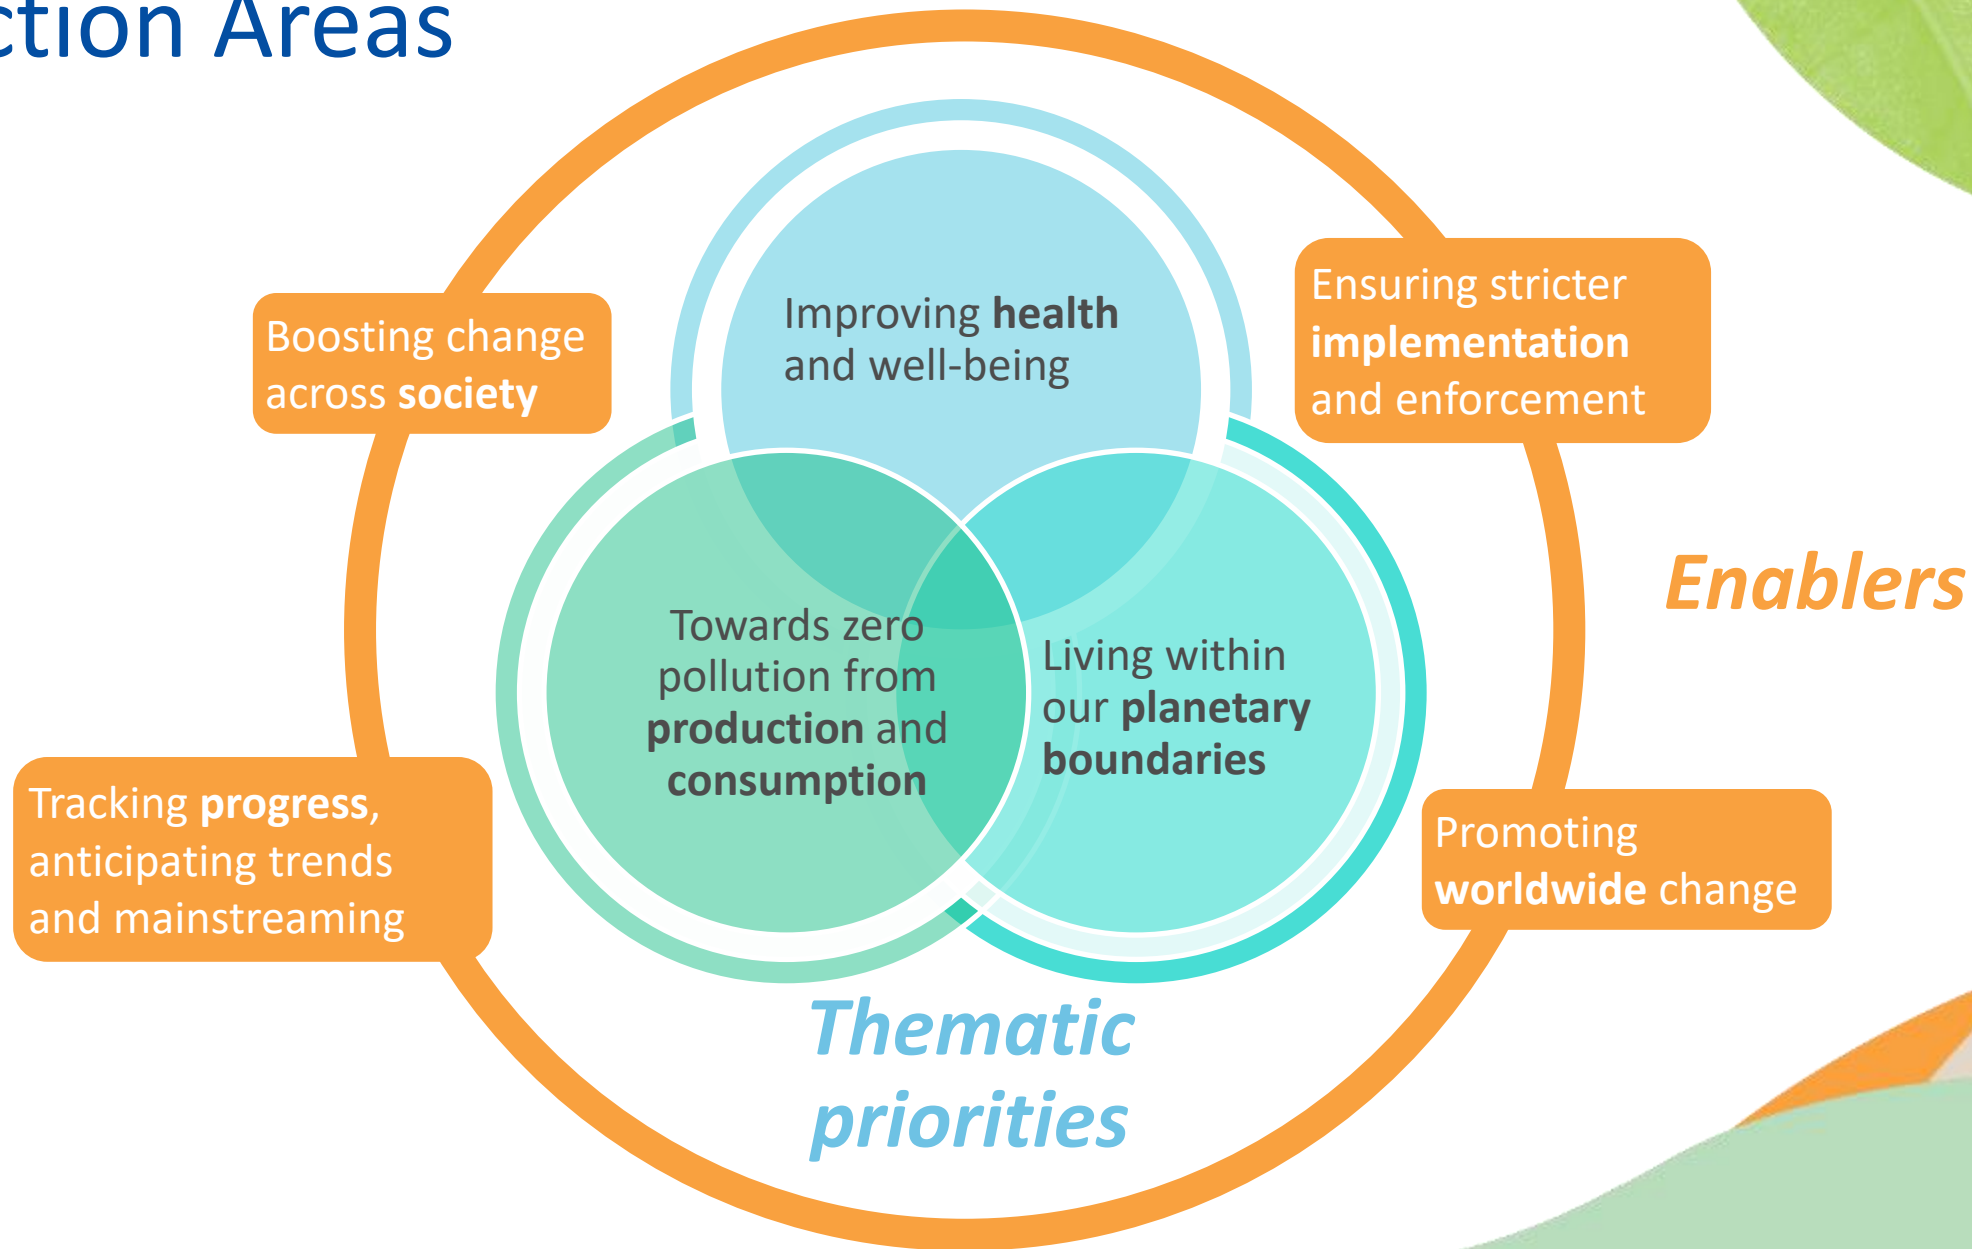 ction Areas
Improving health
and well-being
Boosting change
across society
Ensuring stricter
implementation
and enforcement
Enablers
Towards zero
pollution from
production and
consumption
Living within
our planetary
boundaries
Tracking progress,
anticipating trends
and mainstreaming
Promoting
worldwide change
Thematic
priorities